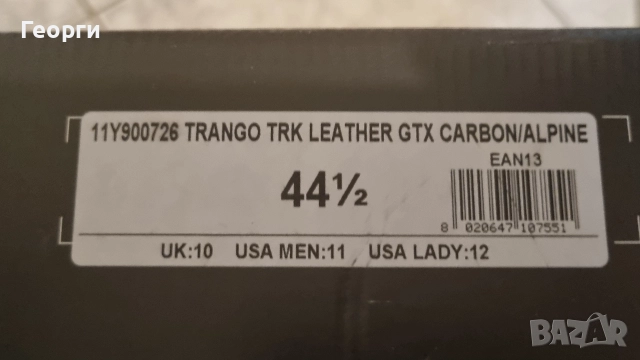 Георги
11Y900726 TRANGO TRK LEATHER GTX CARBON/ALPINE
EAN13
44½
8 020647 107551
UK:10 USA MEN:11 USA LADY:12
BAZAR